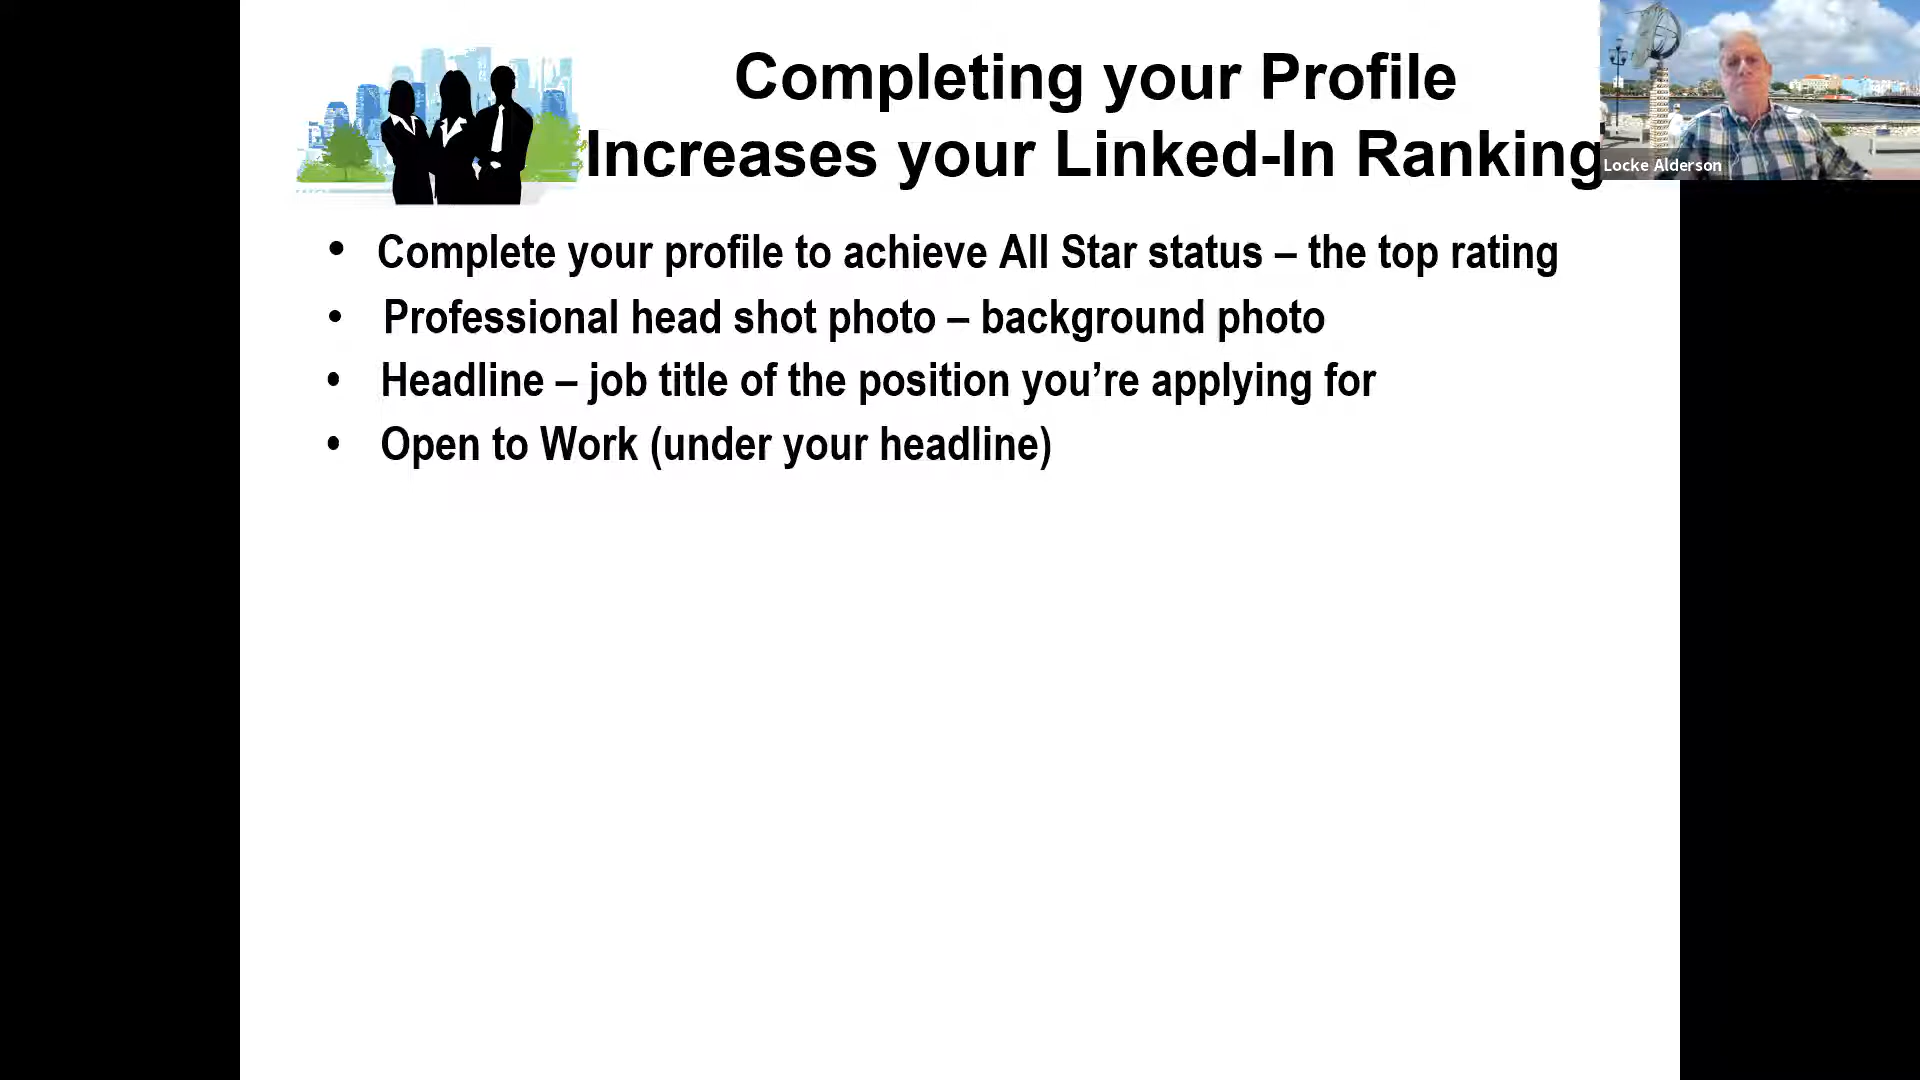 Completing your Profile
Increases your Linked-In Ranking
Locke Alderson
• Complete your profile to achieve All Star status – the top rating
• Professional head shot photo – background photo
• Headline – job title of the position you’re applying for
• Open to Work (under your headline)